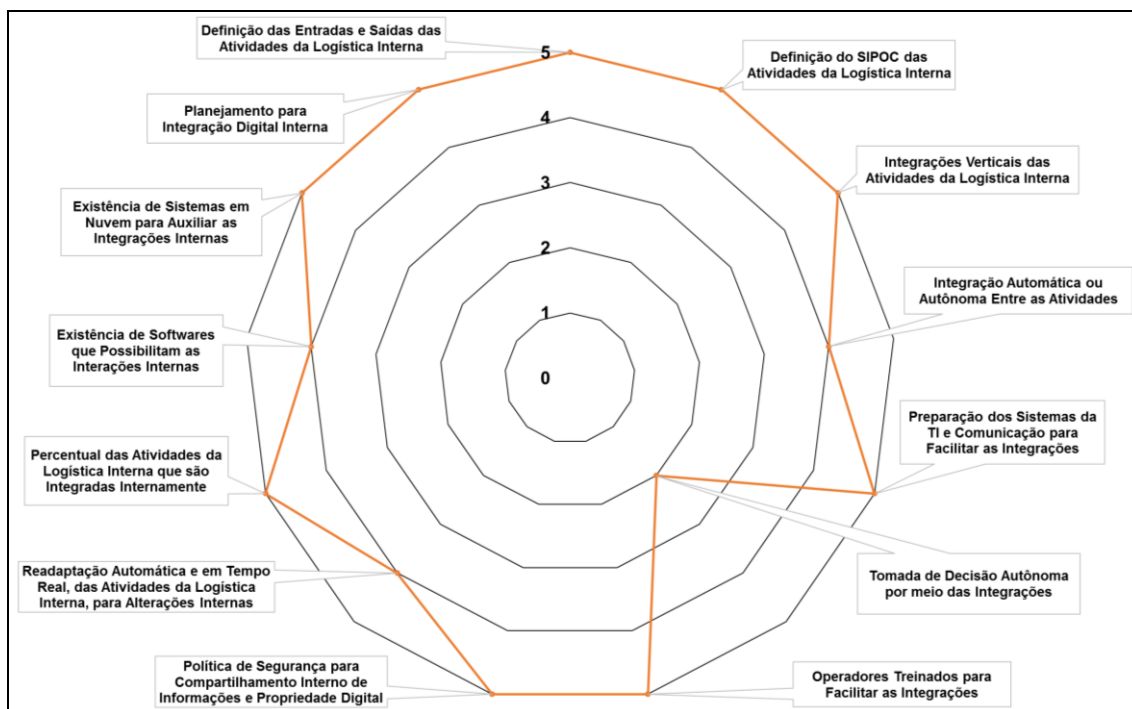 Definição das Entradas e Saídas das
Atividades da Logística Interna
Definição do SIPOC das
Atividades da Logística Interna
Planejamento para
Integração Digital Interna
Integrações Verticais das
Atividades da Logística Interna
Existência de Sistemas em
Nuvem para Auxiliar as
Integrações Internas
Integração Automática ou
Autônoma Entre as Atividades
Existência de Softwares
que Possibilitam as
Interações Internas
Preparação dos Sistemas da
TI e Comunicação para
Facilitar as Integrações
Percentual das Atividades da
Logística Interna que são
Integradas Internamente
Tomada de Decisão Autônoma
por meio das Integrações
Readaptação Automática e em Tempo
Real, das Atividades da Logística
Interna, para Alterações Internas
Operadores Treinados para
Facilitar as Integrações
Política de Segurança para
Compartilhamento Interno de
Informações e Propriedade Digital
5
4
3
2
1
0